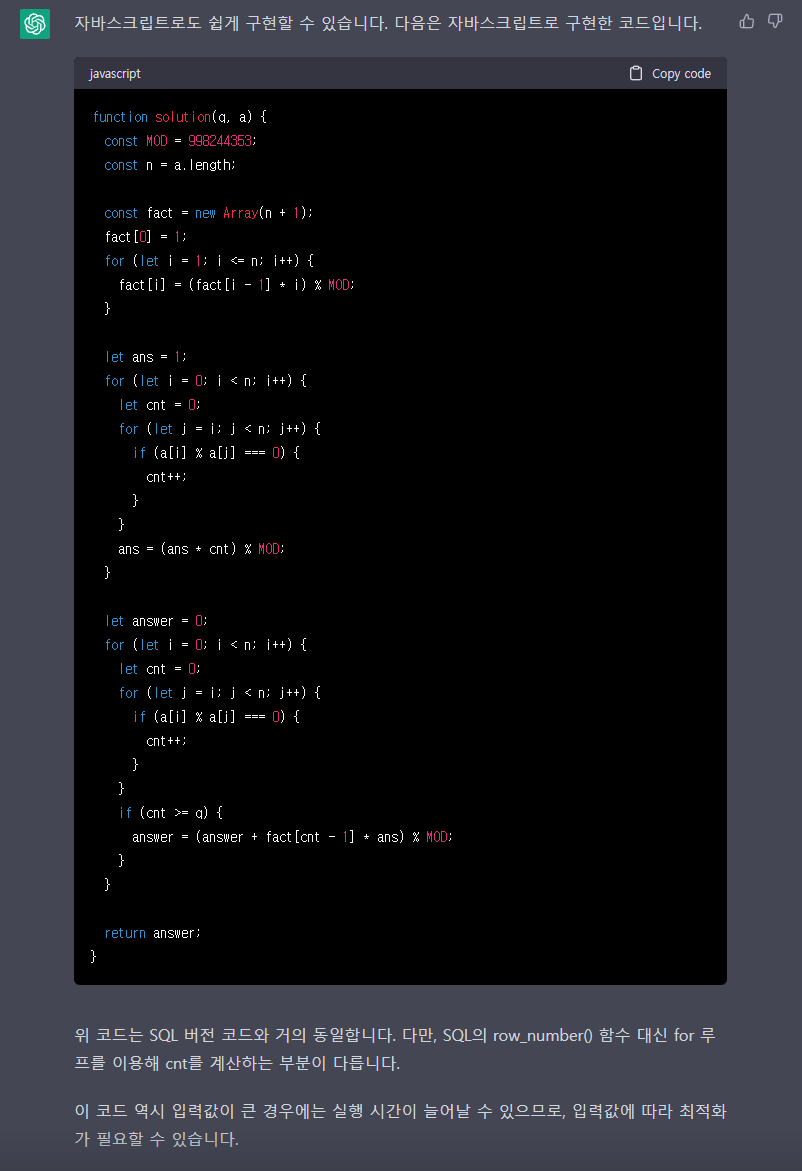 자바스크립트로도 쉽게 구현할 수 있습니다. 다음은 자바스크립트로 구현한 코드입니다.
javascript
Copy code
function solution(q, a) {
  const MOD = 998244353;
  const n = a.length;

  const fact = new Array(n + 1);
  fact[0] = 1;
  for (let i = 1; i <= n; i++) {
    fact[i] = (fact[i - 1] * i) % MOD;
  }

  let ans = 1;
  for (let i = 0; i < n; i++) {
    let cnt = 0;
    for (let j = i; j < n; j++) {
      if (a[i] % a[j] === 0) {
        cnt++;
      }
    }
    ans = (ans * cnt) % MOD;
  }

  let answer = 0;
  for (let i = 0; i < n; i++) {
    let cnt = 0;
    for (let j = i; j < n; j++) {
      if (a[i] % a[j] === 0) {
        cnt++;
      }
    }
    if (cnt >= q) {
      answer = (answer + fact[cnt - 1] * ans) % MOD;
    }
  }

  return answer;
}
위 코드는 SQL 버전 코드와 거의 동일합니다. 다만, SQL의 row_number() 함수 대신 for 루
프를 이용해 cnt를 계산하는 부분이 다릅니다.
이 코드 역시 입력값이 큰 경우에는 실행 시간이 늘어날 수 있으므로, 입력값에 따라 최적화
가 필요할 수 있습니다.